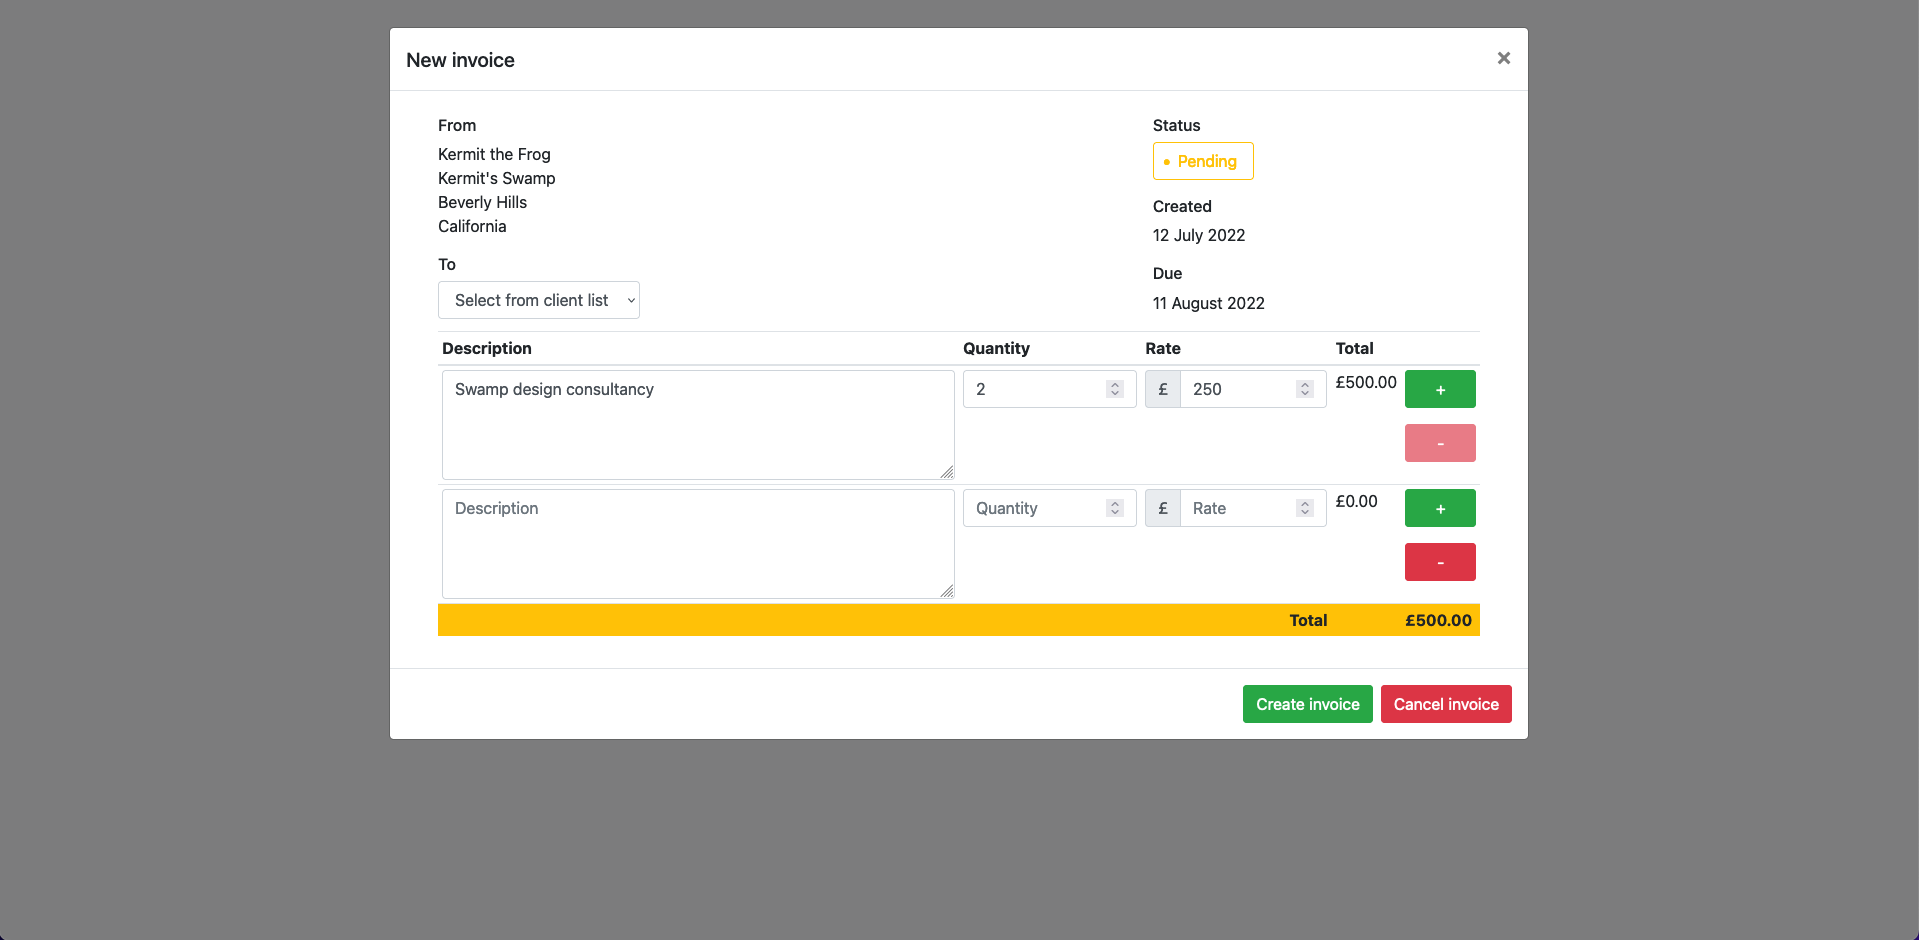 New invoice ×
From
Kermit the Frog
Kermit's Swamp
Beverly Hills
California
To
Select from client list
Status
• Pending
Created
12 July 2022
Due
11 August 2022
Description Quantity Rate Total
Swamp design consultancy 2 £ 250 £500.00 +
-
Description Quantity £ Rate £0.00 +
-
Total £500.00
Create invoice Cancel invoice